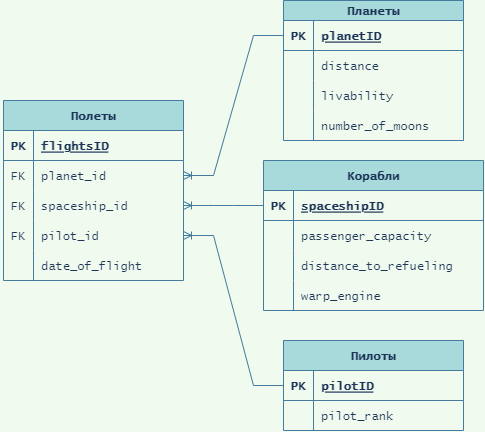 Планеты
PK planetID
distance
livability
number_of_moons
Полеты
PK flightsID
FK planet_id
FK spaceship_id
FK pilot_id
date_of_flight
Корабли
PK spaceshipID
passenger_capacity
distance_to_refueling
warp_engine
Пилоты
PK pilotID
pilot_rank